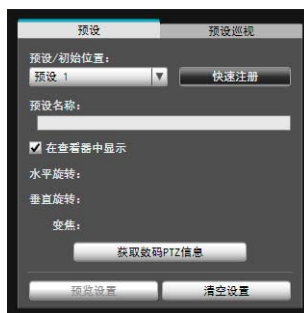 预设 预设巡视
预设/初始位置：
预设 1 快速注册
预设名称：
在查看器中显示
水平旋转：
垂直旋转：
变焦：
获取数码PTZ信息
预览设置 清空设置